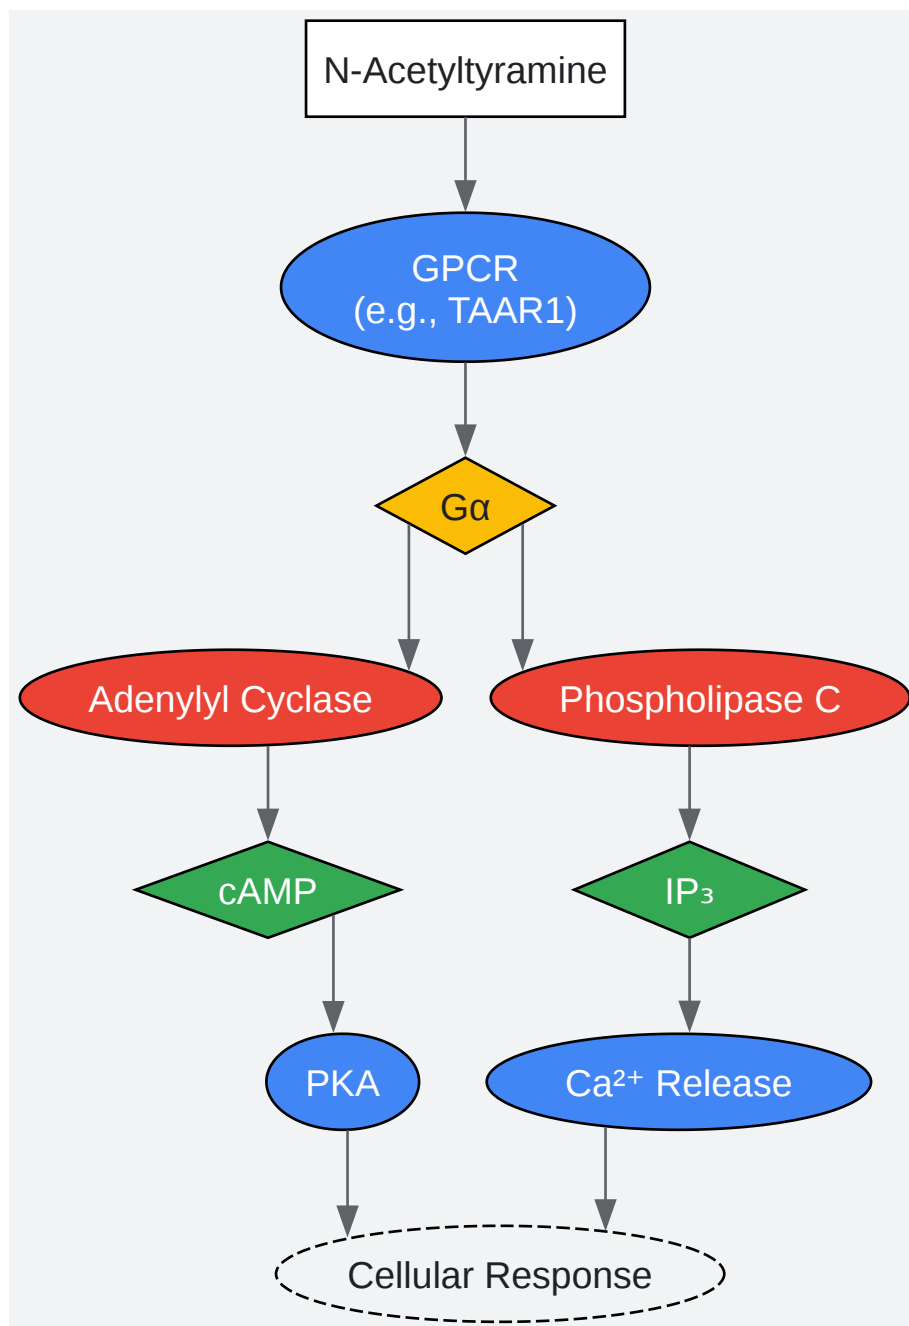 N-Acetyltyramine
GPCR
(e.g., TAAR1)
Gα
Adenylyl Cyclase
Phospholipase C
cAMP
IP₃
PKA
Ca²⁺ Release
Cellular Response